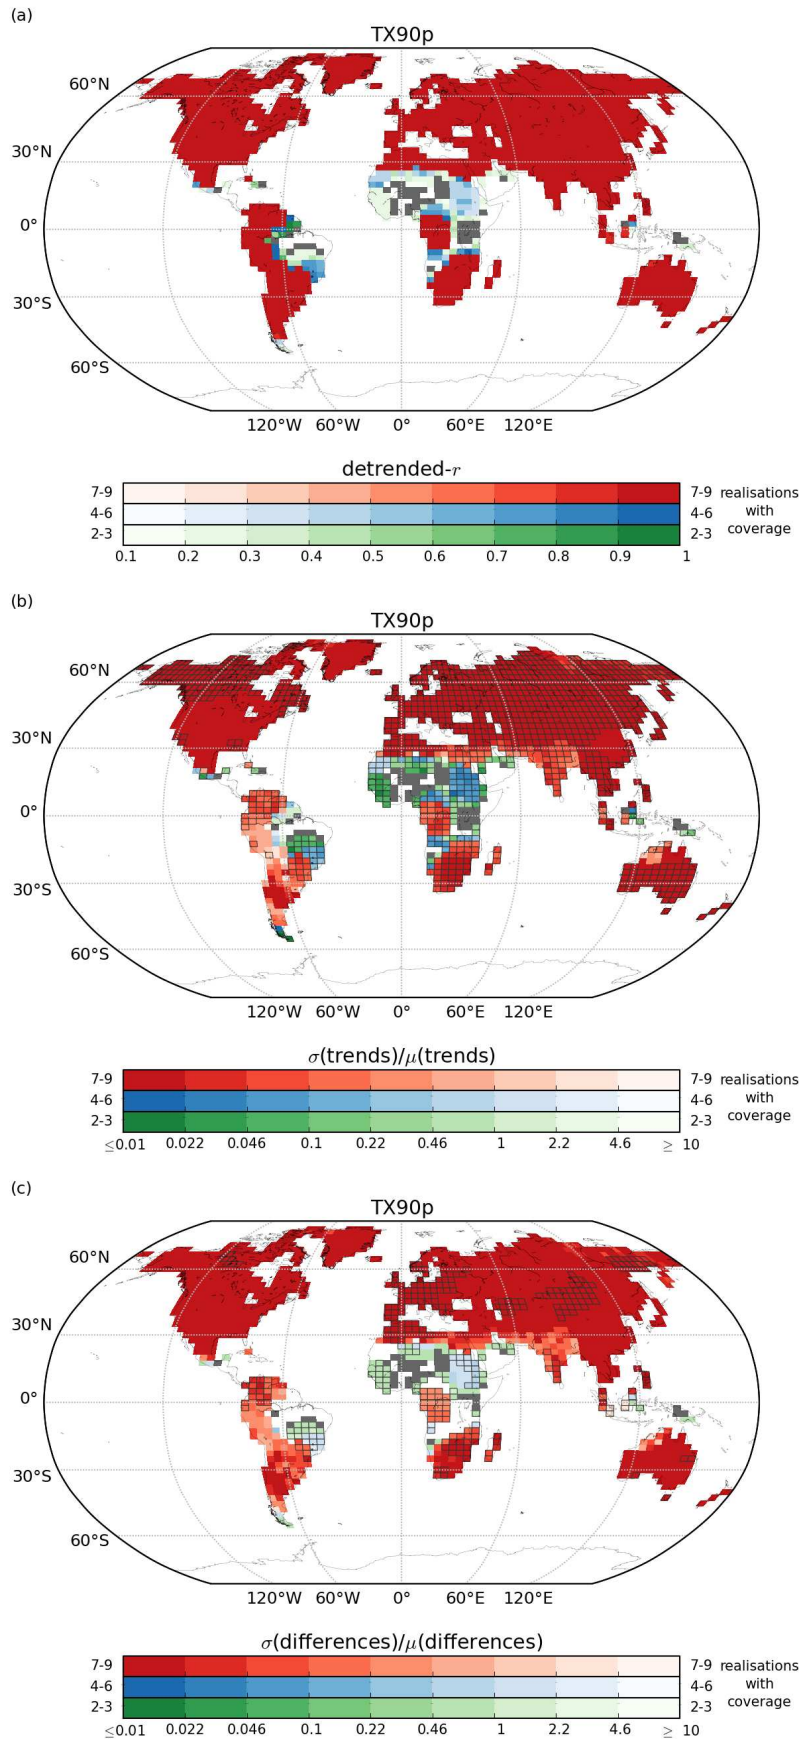 (a)
TX90p
60°N
30°N
0°
30°S
60°S
120°W 60°W 0° 60°E 120°E
detrended-r
7-9 7-9 realisations
4-6 4-6 with
2-3 2-3 coverage
0.1 0.2 0.3 0.4 0.5 0.6 0.7 0.8 0.9 1
(b)
TX90p
60°N
30°N
0°
30°S
60°S
120°W 60°W 0° 60°E 120°E
σ(trends)/μ(trends)
7-9 7-9 realisations
4-6 4-6 with
2-3 2-3 coverage
≤0.01 0.022 0.046 0.1 0.22 0.46 1 2.2 4.6 ≥ 10
(c)
TX90p
60°N
30°N
0°
30°S
60°S
120°W 60°W 0° 60°E 120°E
σ(differences)/μ(differences)
7-9 7-9 realisations
4-6 4-6 with
2-3 2-3 coverage
≤0.01 0.022 0.046 0.1 0.22 0.46 1 2.2 4.6 ≥ 10